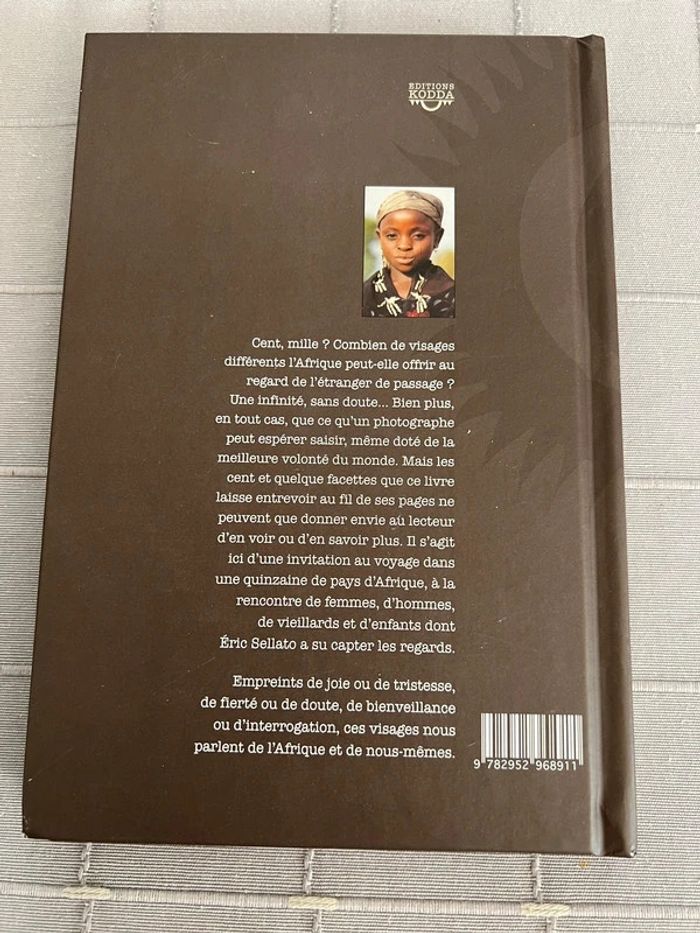 EDITIONS
KODDA
Cent, mille ? Combien de visages
différents l'Afrique peut-elle offrir au
regard de l'étranger de passage ?
Une infinité, sans doute... Bien plus,
en tout cas, que ce qu'un photographe
peut espérer saisir, même doté de la
meilleure volonté du monde. Mais les
cent et quelque facettes que ce livre
laisse entrevoir au fil de ses pages ne
peuvent que donner envie au lecteur
d'en voir ou d'en savoir plus. Il s'agit
ici d'une invitation au voyage dans
une quinzaine de pays d'Afrique, à la
rencontre de femmes, d'hommes,
de vieillards et d'enfants dont
Éric Sellato a su capter les regards.
Empreints de joie ou de tristesse,
de fierté ou de doute, de bienveillance
ou d'interrogation, ces visages nous
parlent de l'Afrique et de nous-mêmes.
9 782952 968911